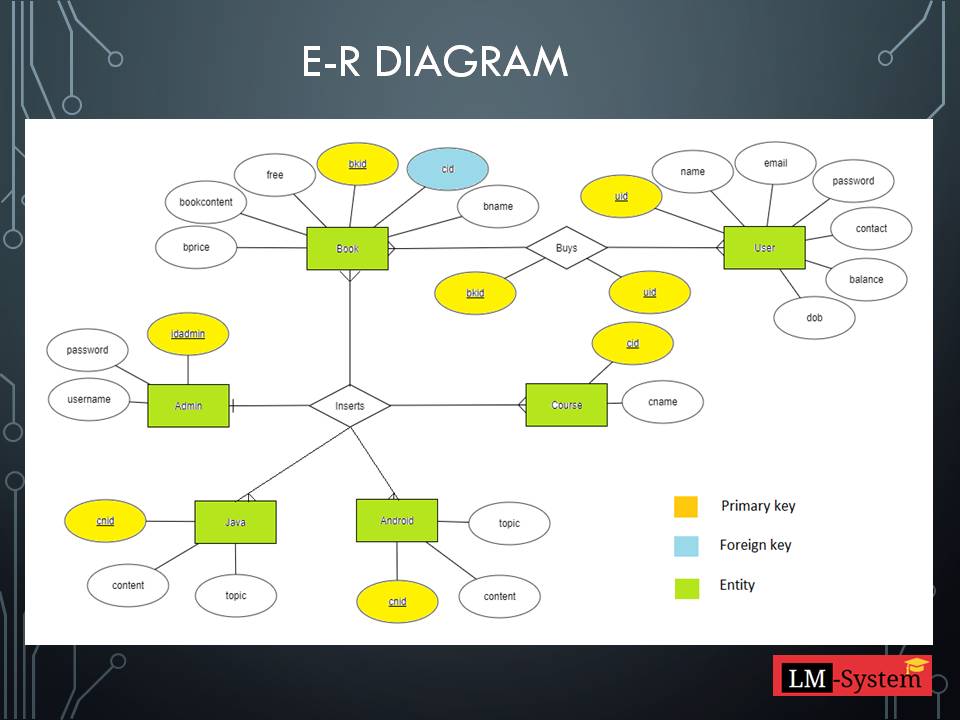 E-R DIAGRAM
bkid
cid
free
bookcontent
bname
bprice
Book
Buys
bkid
uid
uid
name
email
password
contact
User
balance
dob
idadmin
password
username
Admin
Inserts
cid
Course
cname
cnid
Java
content
topic
Android
topic
cnid
content
Primary key
Foreign key
Entity
LM-System